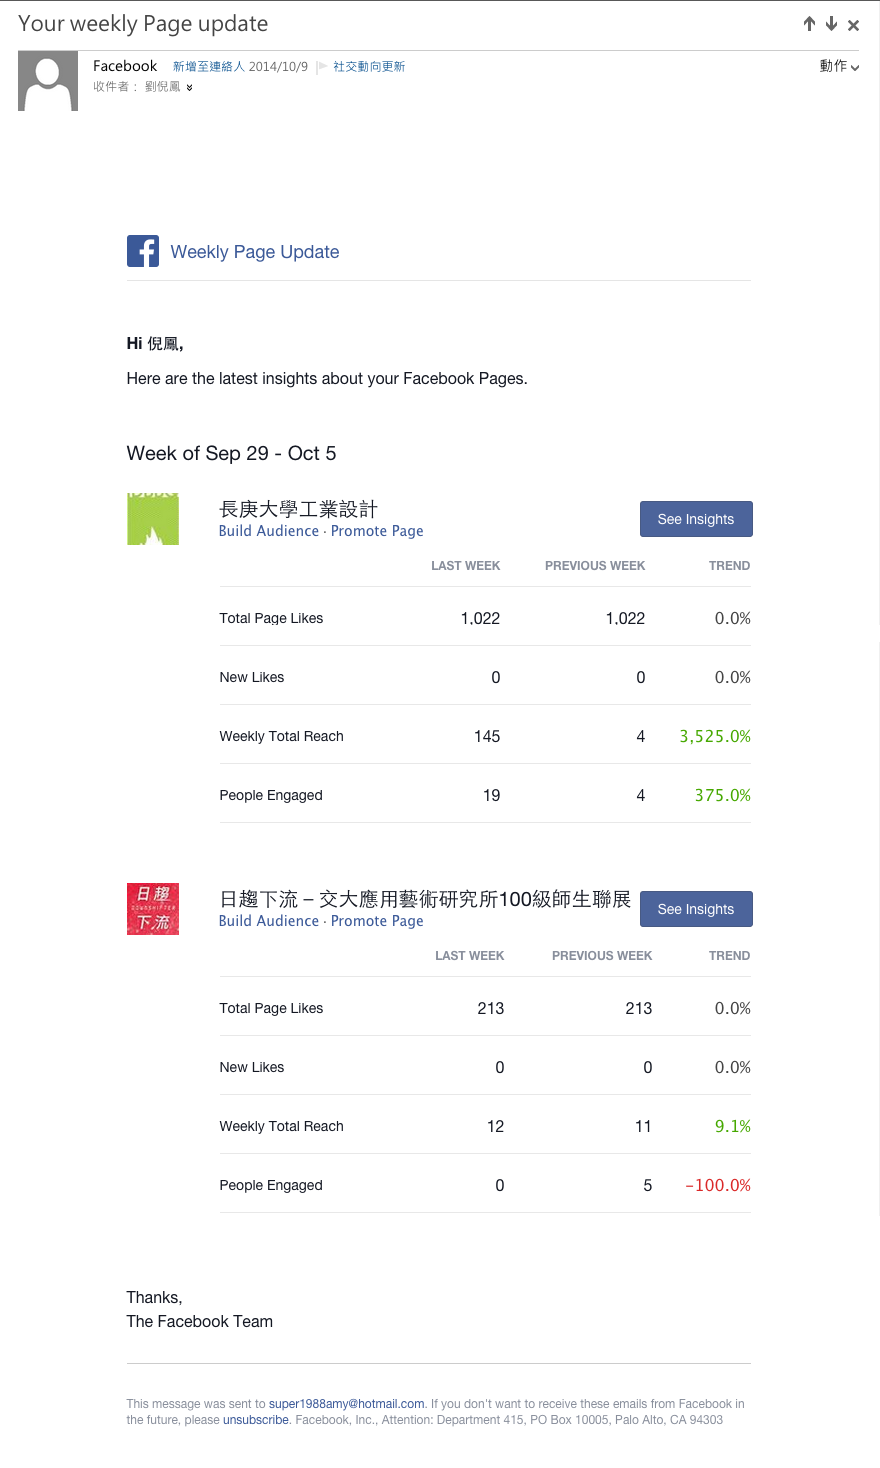 Your weekly Page update
Facebook 新增至連絡人 2014/10/9 社交動向更新 動作
收件者： 劉倪鳳
Weekly Page Update
Hi 倪鳳,
Here are the latest insights about your Facebook Pages.
Week of Sep 29 - Oct 5
長庚大學工業設計
See Insights
Build Audience · Promote Page
LAST WEEK PREVIOUS WEEK TREND
Total Page Likes 1,022 1,022 0.0%
New Likes 0 0 0.0%
Weekly Total Reach 145 4 3,525.0%
People Engaged 19 4 375.0%
日趨
下流
日趨下流 – 交大應用藝術研究所100級師生聯展
See Insights
Build Audience · Promote Page
LAST WEEK PREVIOUS WEEK TREND
Total Page Likes 213 213 0.0%
New Likes 0 0 0.0%
Weekly Total Reach 12 11 9.1%
People Engaged 0 5 -100.0%
Thanks,
The Facebook Team
This message was sent to super1988amy@hotmail.com. If you don't want to receive these emails from Facebook in
the future, please unsubscribe. Facebook, Inc., Attention: Department 415, PO Box 10005, Palo Alto, CA 94303